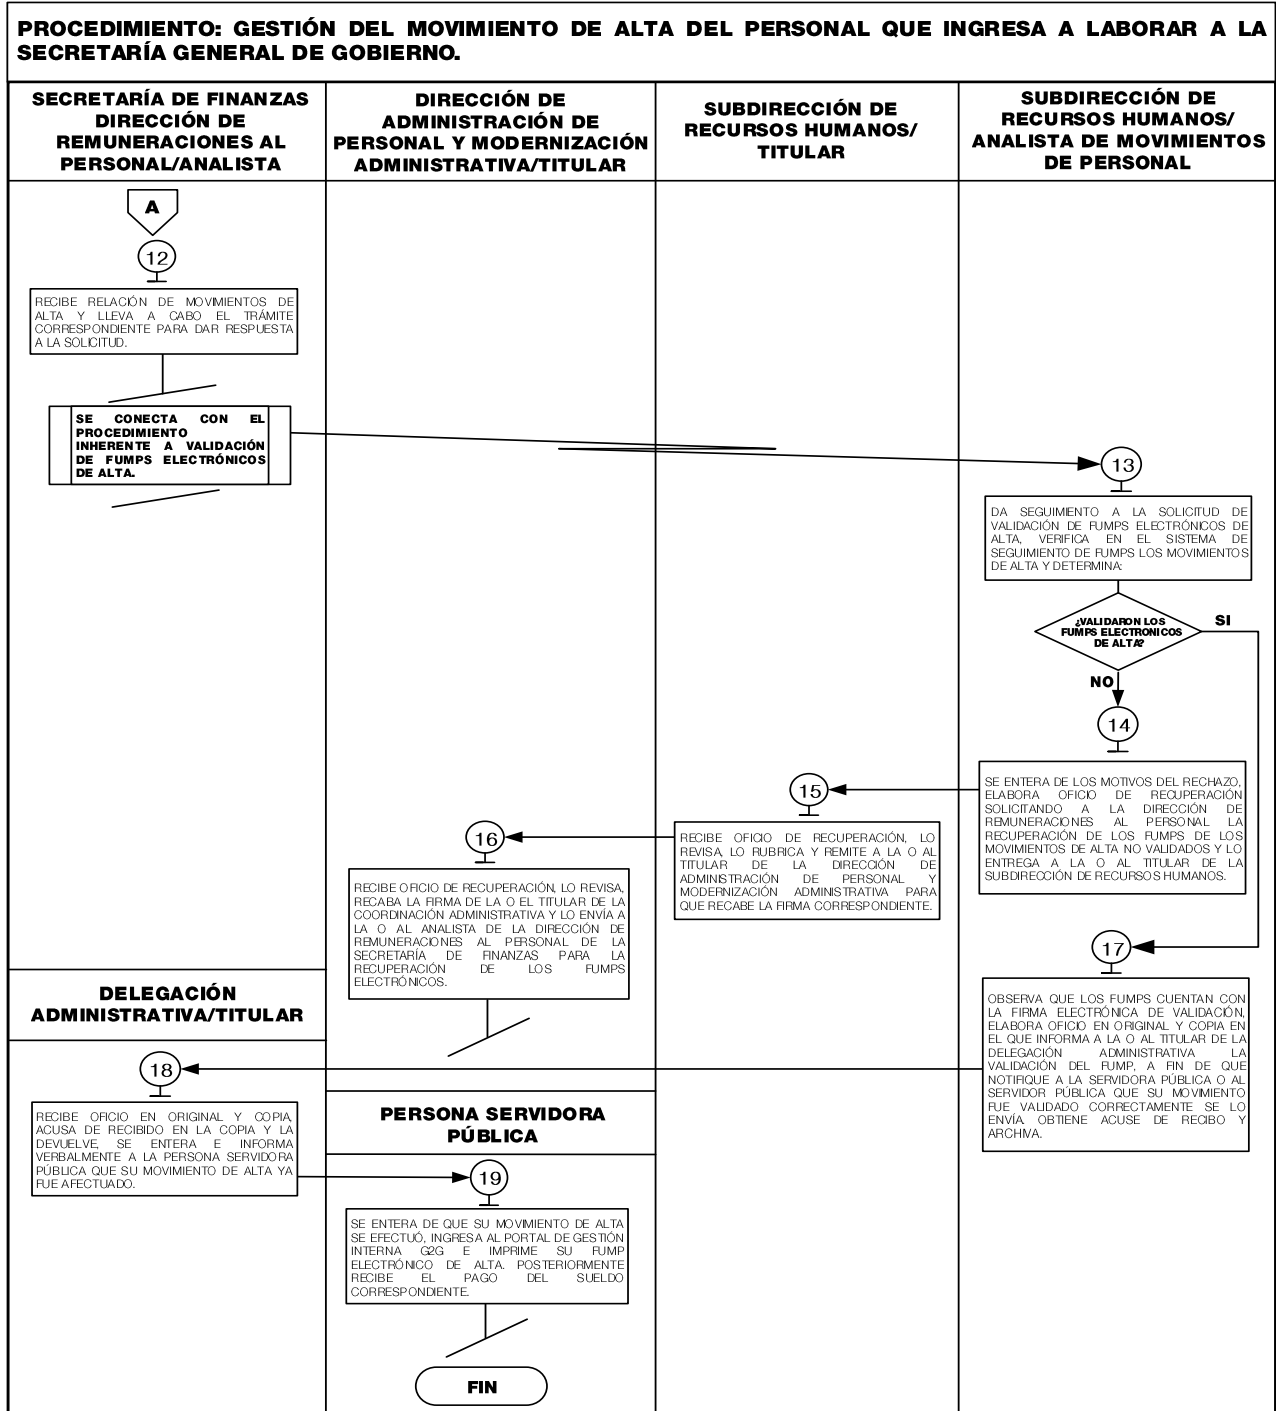 PROCEDIMIENTO: GESTIÓN DEL MOVIMIENTO DE ALTA DEL PERSONAL QUE INGRESA A LABORAR A LA
SECRETARÍA GENERAL DE GOBIERNO.
SECRETARÍA DE FINANZAS
DIRECCIÓN DE
REMUNERACIONES AL
PERSONAL/ANALISTA
DIRECCIÓN DE
ADMINISTRACIÓN DE
PERSONAL Y MODERNIZACIÓN
ADMINISTRATIVA/TITULAR
SUBDIRECCIÓN DE
RECURSOS HUMANOS/
TITULAR
SUBDIRECCIÓN DE
RECURSOS HUMANOS/
ANALISTA DE MOVIMIENTOS
DE PERSONAL
A
12
RECIBE RELACIÓN DE MOVIMIENTOS DE
ALTA Y LLEVA A CABO EL TRÁMITE
CORRESPONDIENTE PARA DAR RESPUESTA
A LA SOLICITUD.
SE CONECTA CON EL
PROCEDIMIENTO
INHERENTE A VALIDACIÓN
DE FUMPS ELECTRÓNICOS
DE ALTA.
13
DA SEGUIMIENTO A LA SOLICITUD DE
VALIDACIÓN DE FUMPS ELECTRÓNICOS DE
ALTA, VERIFICA EN EL SISTEMA DE
SEGUIMIENTO DE FUMPS LOS MOVIMIENTOS
DE ALTA Y DETERMINA:
¿VALIDARON LOS
FUMPS ELECTRONICOS
DE ALTA?
SI
NO
14
SE ENTERA DE LOS MOTIVOS DEL RECHAZO,
ELABORA OFICIO DE RECUPERACIÓN
SOLICITANDO A LA DIRECCIÓN DE
REMUNERACIONES AL PERSONAL LA
RECUPERACIÓN DE LOS FUMPS DE LOS
MOVIMIENTOS DE ALTA NO VALIDADOS Y LO
ENTREGA A LA O AL TITULAR DE LA
SUBDIRECCIÓN DE RECURSOS HUMANOS.
15
RECIBE OFICIO DE RECUPERACIÓN, LO
REVISA, LO RUBRICA Y REMITE A LA O AL
TITULAR DE LA DIRECCIÓN DE
ADMINISTRACIÓN DE PERSONAL Y
MODERNIZACIÓN ADMINISTRATIVA PARA
QUE RECABE LA FIRMA CORRESPONDIENTE.
16
RECIBE OFICIO DE RECUPERACIÓN, LO REVISA,
RECABA LA FIRMA DE LA O EL TITULAR DE LA
COORDINACIÓN ADMINISTRATIVA Y LO ENVÍA A
LA O AL ANALISTA DE LA DIRECCIÓN DE
REMUNERACIONES AL PERSONAL DE LA
SECRETARÍA DE FINANZAS PARA LA
RECUPERACIÓN DE LOS FUMPS
ELECTRÓNICOS.
17
OBSERVA QUE LOS FUMPS CUENTAN CON
LA FIRMA ELECTRÓNICA DE VALIDACIÓN,
ELABORA OFICIO EN ORIGINAL Y COPIA EN
EL QUE INFORMA A LA O AL TITULAR DE LA
DELEGACIÓN ADMINISTRATIVA LA
VALIDACIÓN DEL FUMP, A FIN DE QUE
NOTIFIQUE A LA SERVIDORA PÚBLICA O AL
SERVIDOR PÚBLICA QUE SU MOVIMIENTO
FUE VALIDADO CORRECTAMENTE SE LO
ENVÍA. OBTIENE ACUSE DE RECIBO Y
ARCHIVA.
DELEGACIÓN
ADMINISTRATIVA/TITULAR
18
RECIBE OFICIO EN ORIGINAL Y COPIA,
ACUSA DE RECIBIDO EN LA COPIA Y LA
DEVUELVE, SE ENTERA E INFORMA
VERBALMENTE A LA PERSONA SERVIDORA
PÚBLICA QUE SU MOVIMIENTO DE ALTA YA
FUE AFECTUADO.
PERSONA SERVIDORA
PÚBLICA
19
SE ENTERA DE QUE SU MOVIMIENTO DE ALTA
SE EFECTUÓ, INGRESA AL PORTAL DE GESTIÓN
INTERNA G2G E IMPRIME SU FUMP
ELECTRÓNICO DE ALTA. POSTERIORMENTE
RECIBE EL PAGO DEL SUELDO
CORRESPONDIENTE.
FIN